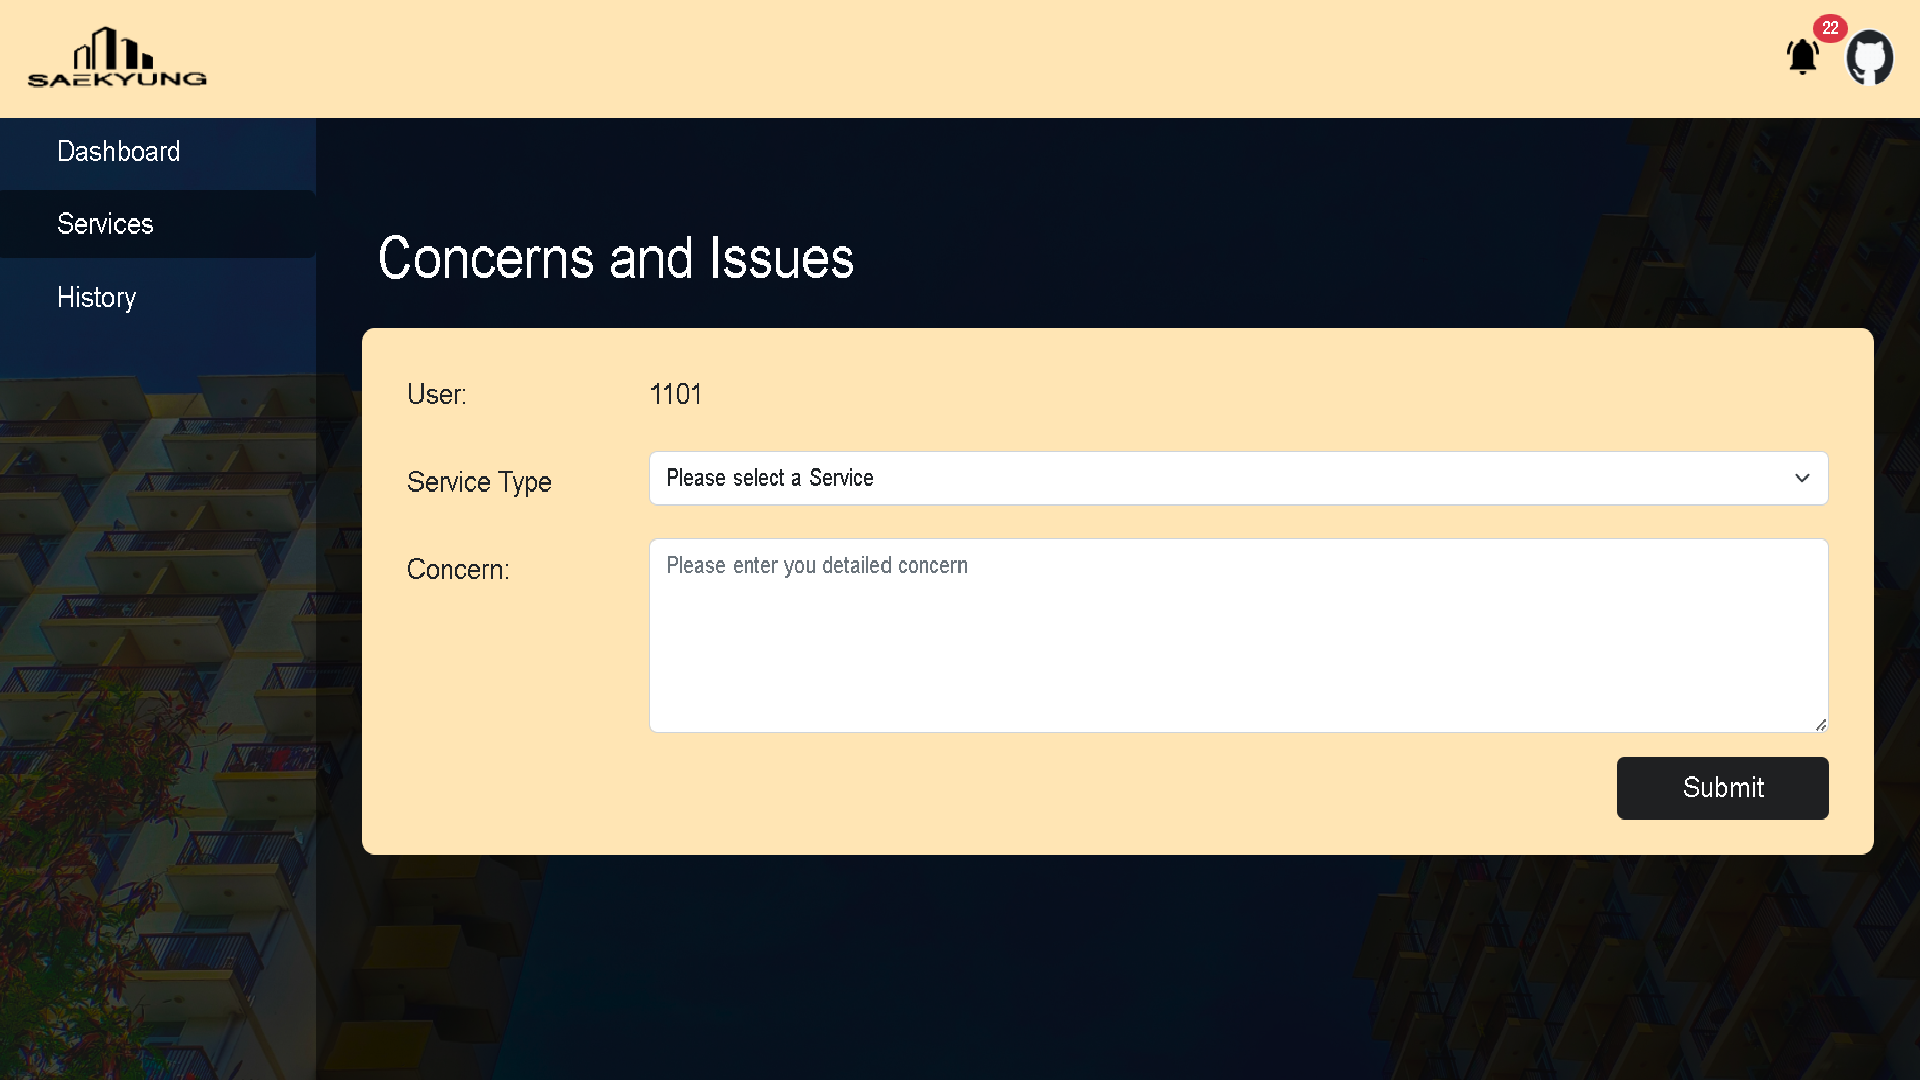 SAEKYUNG
22
Dashboard
Services
History
Concerns and Issues
User: 1101
Service Type Please select a Service
Concern: Please enter you detailed concern
Submit